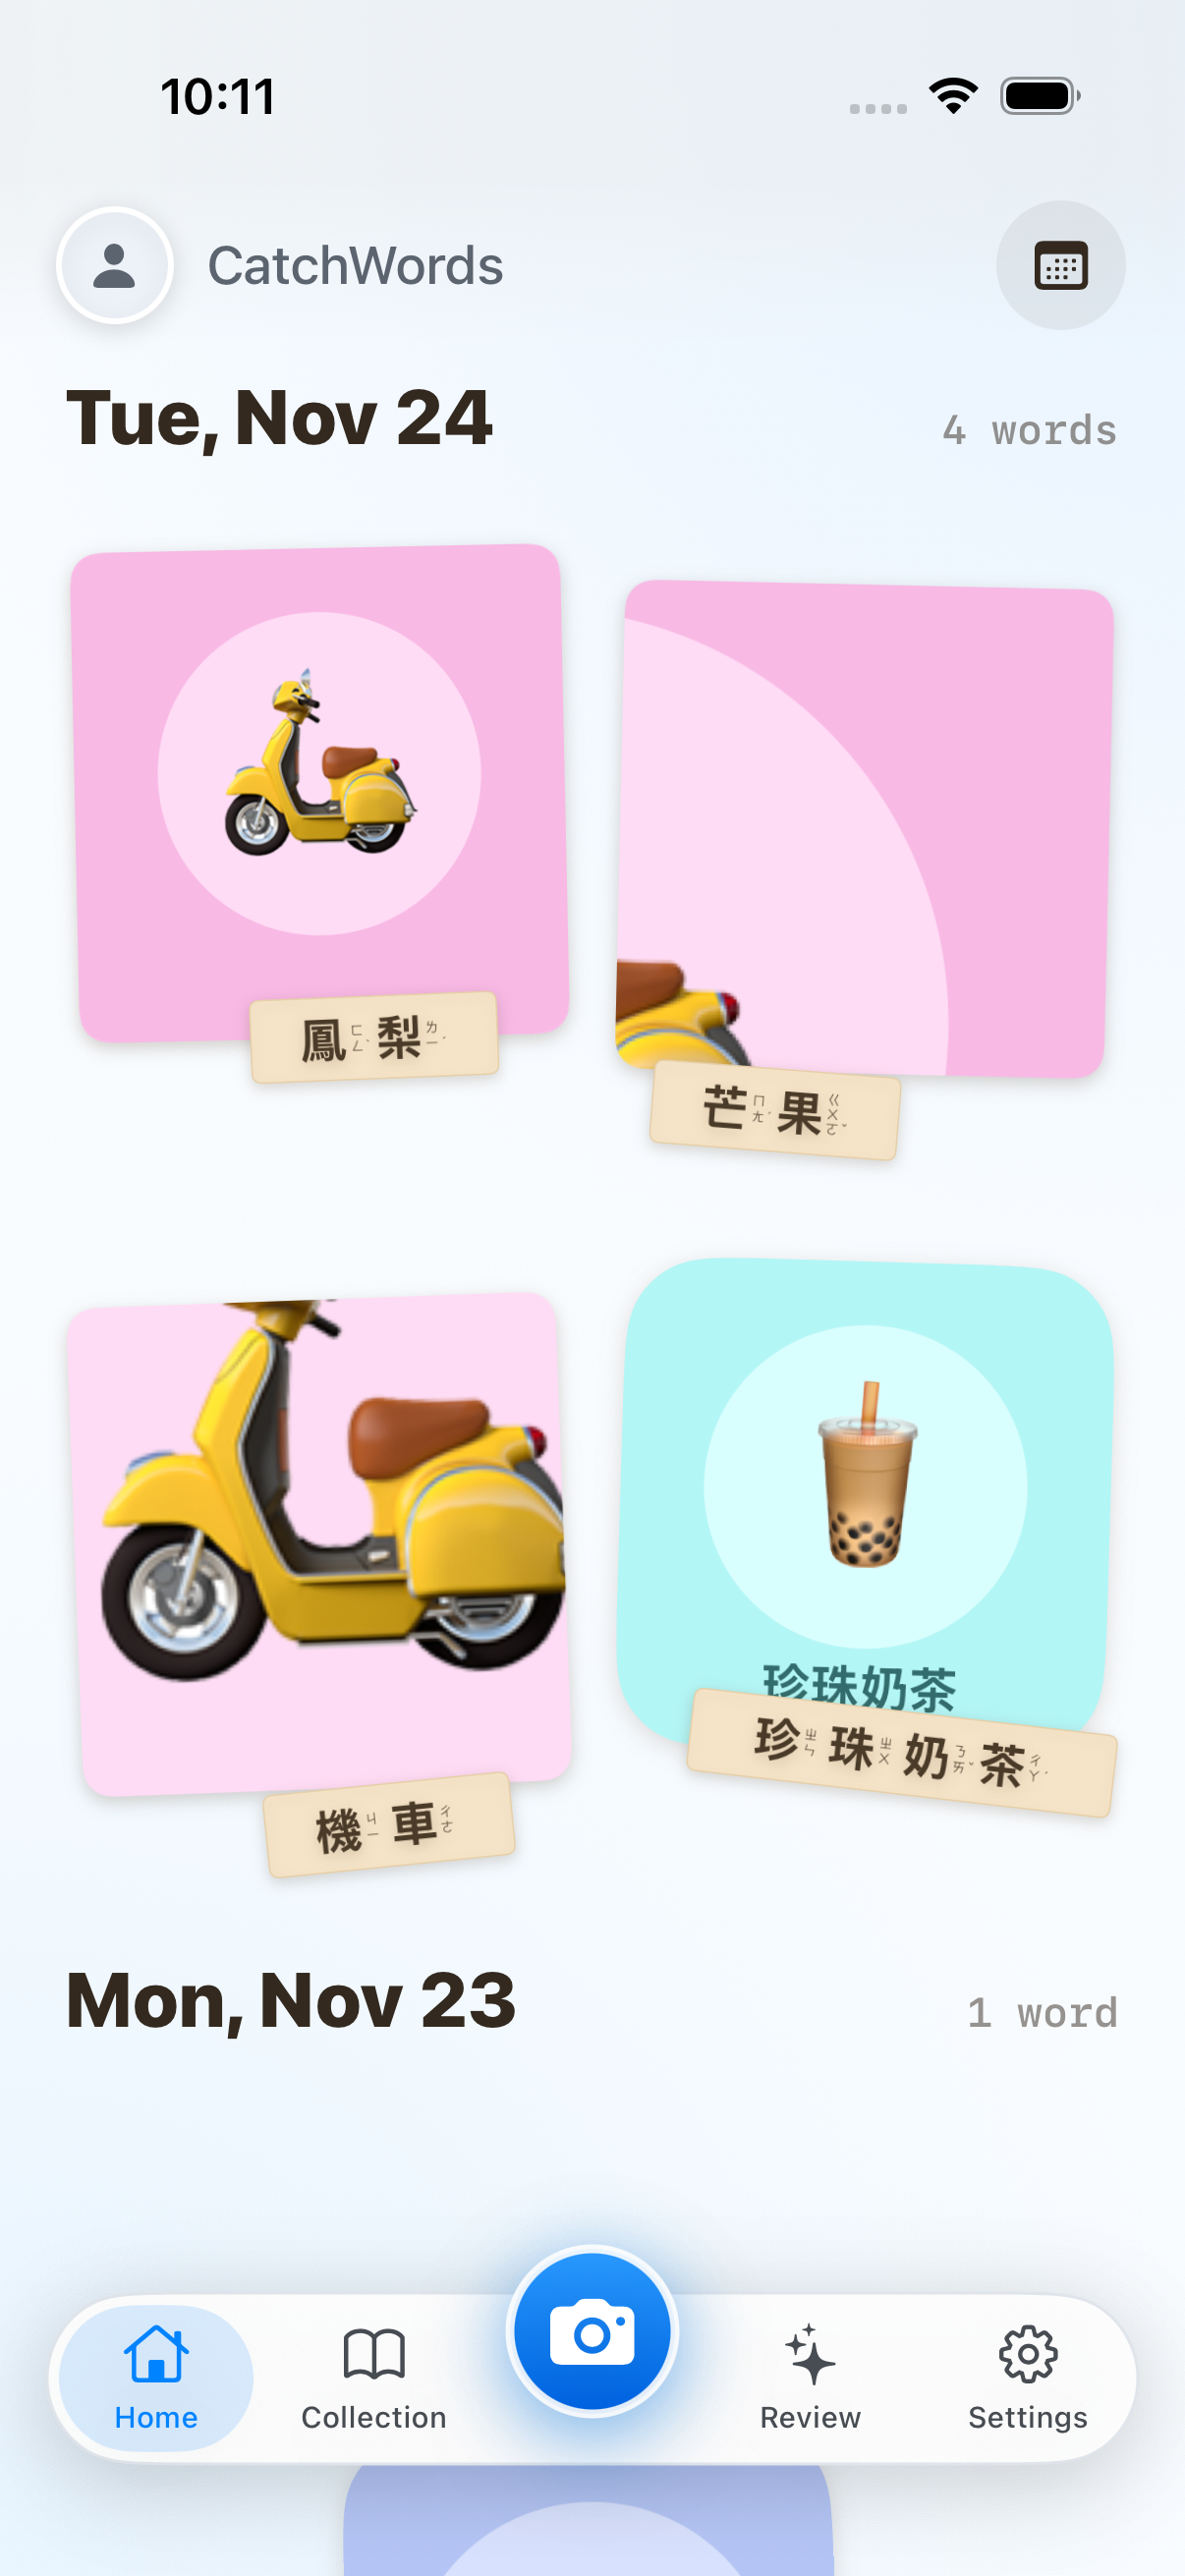 10:11
CatchWords
Tue, Nov 24
4 words
鳳ㄈㄥˋ梨ㄌㄧˊ
芒ㄇㄤˊ果ㄍㄨㄛˇ
機ㄐㄧ車ㄔㄜ
珍珠奶茶
珍ㄓㄣ珠ㄓㄨ奶ㄋㄞˇ茶ㄔㄚˊ
Mon, Nov 23
1 word
Home
Collection
Review
Settings